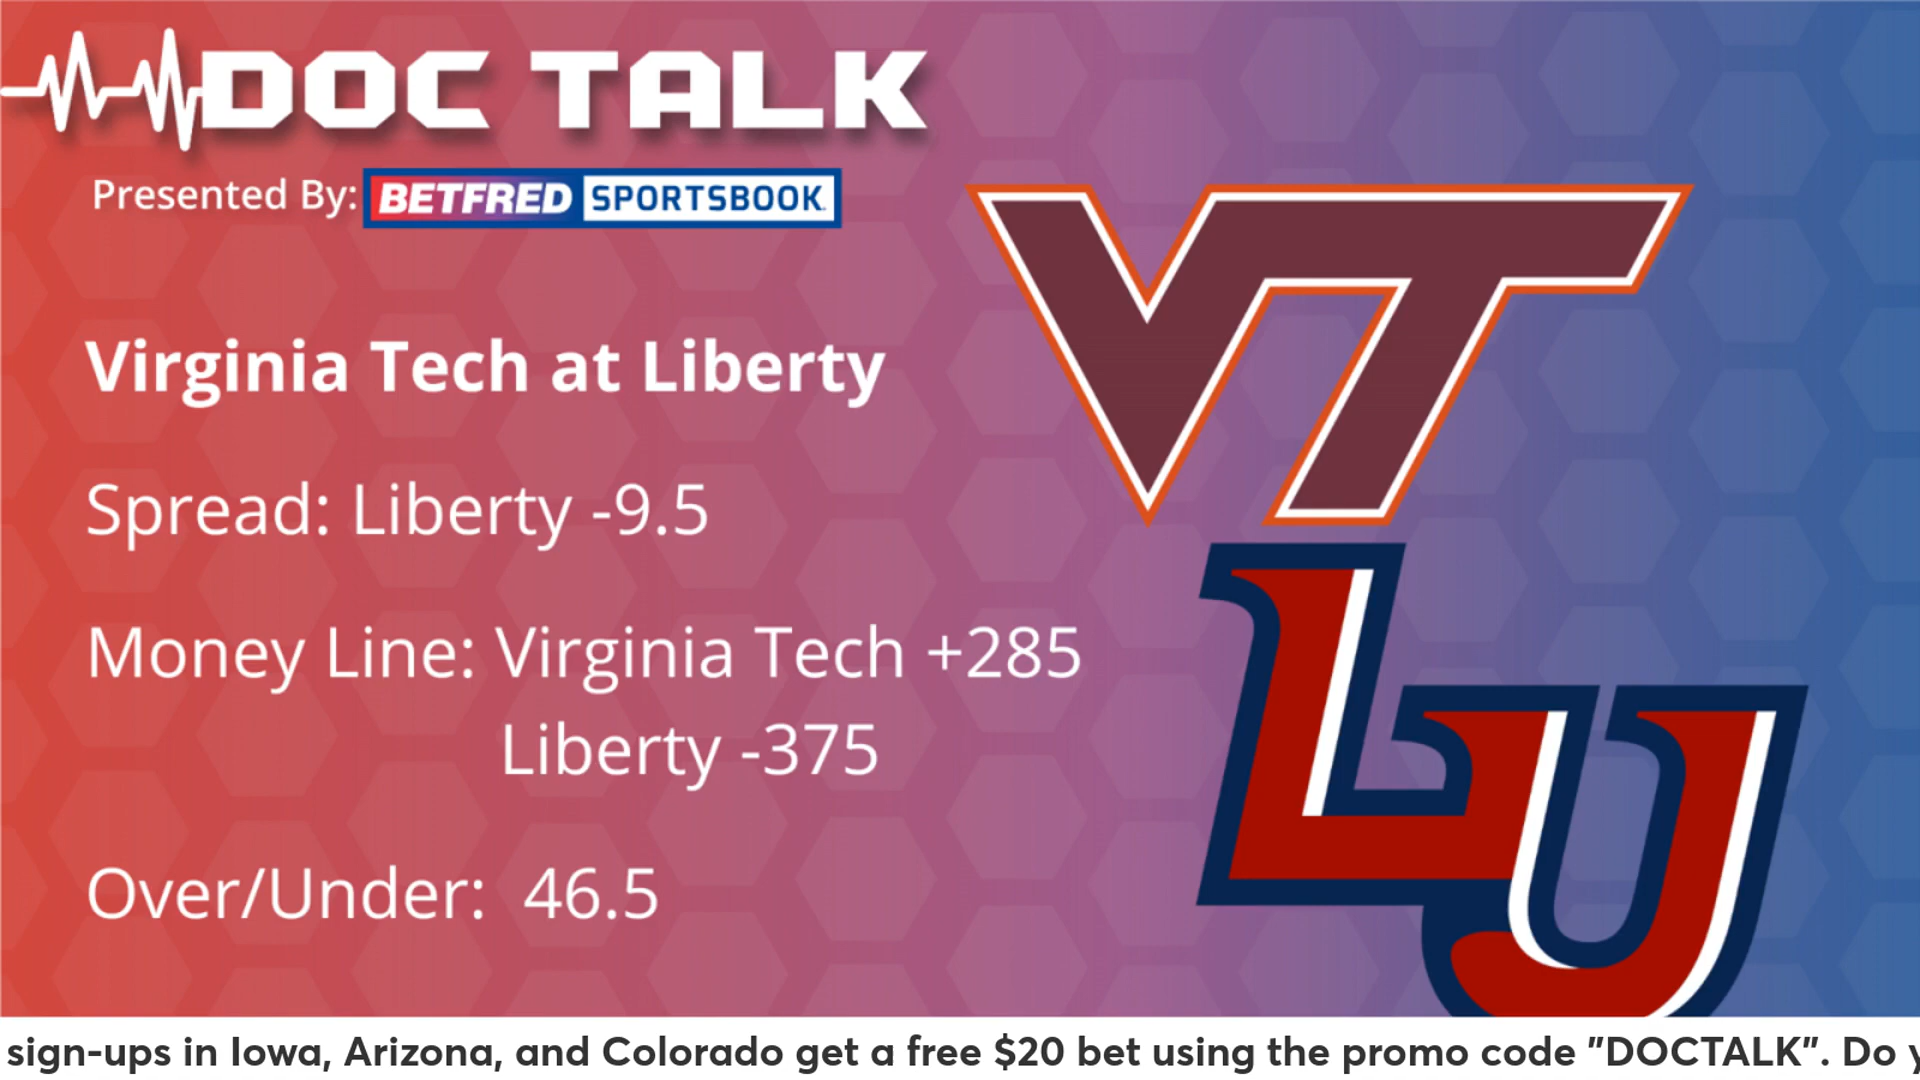 DOC TALK
Presented By: BETFRED SPORTSBOOK
VT
Virginia Tech at Liberty
Spread: Liberty -9.5
Money Line: Virginia Tech +285
Liberty -375
LU
Over/Under: 46.5
sign-ups in Iowa, Arizona, and Colorado get a free $20 bet using the promo code "DOCTALK". Do